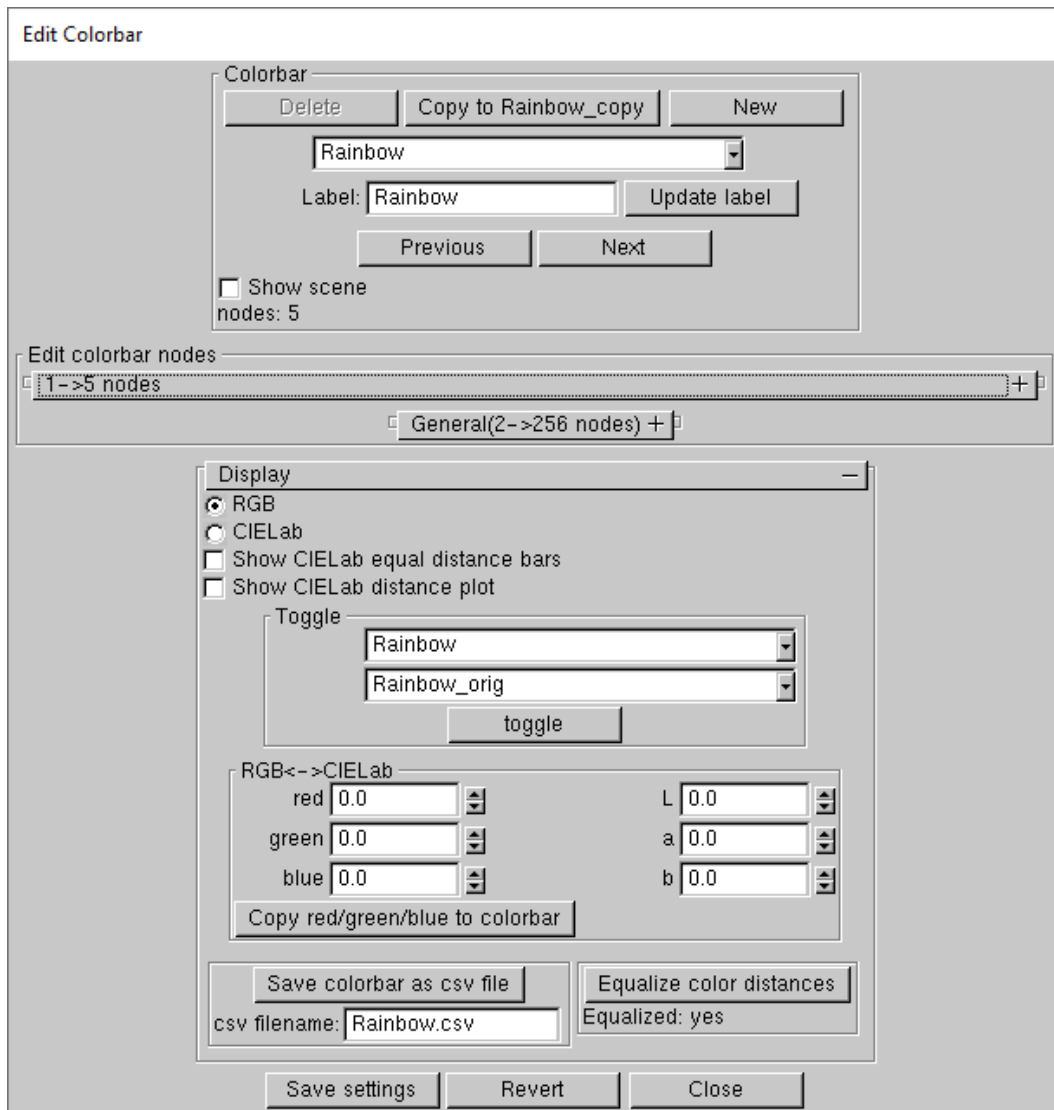 Edit Colorbar
Colorbar
Delete Copy to Rainbow_copy New
Rainbow
Label: Rainbow Update label
Previous Next
Show scene
nodes: 5
Edit colorbar nodes
1->5 nodes +
General(2->256 nodes) +
Display −
RGB
CIELab
Show CIELab equal distance bars
Show CIELab distance plot
Toggle
Rainbow
Rainbow_orig
toggle
RGB<->CIELab
red 0.0 L 0.0
green 0.0 a 0.0
blue 0.0 b 0.0
Copy red/green/blue to colorbar
Save colorbar as csv file Equalize color distances
csv filename: Rainbow.csv Equalized: yes
Save settings Revert Close